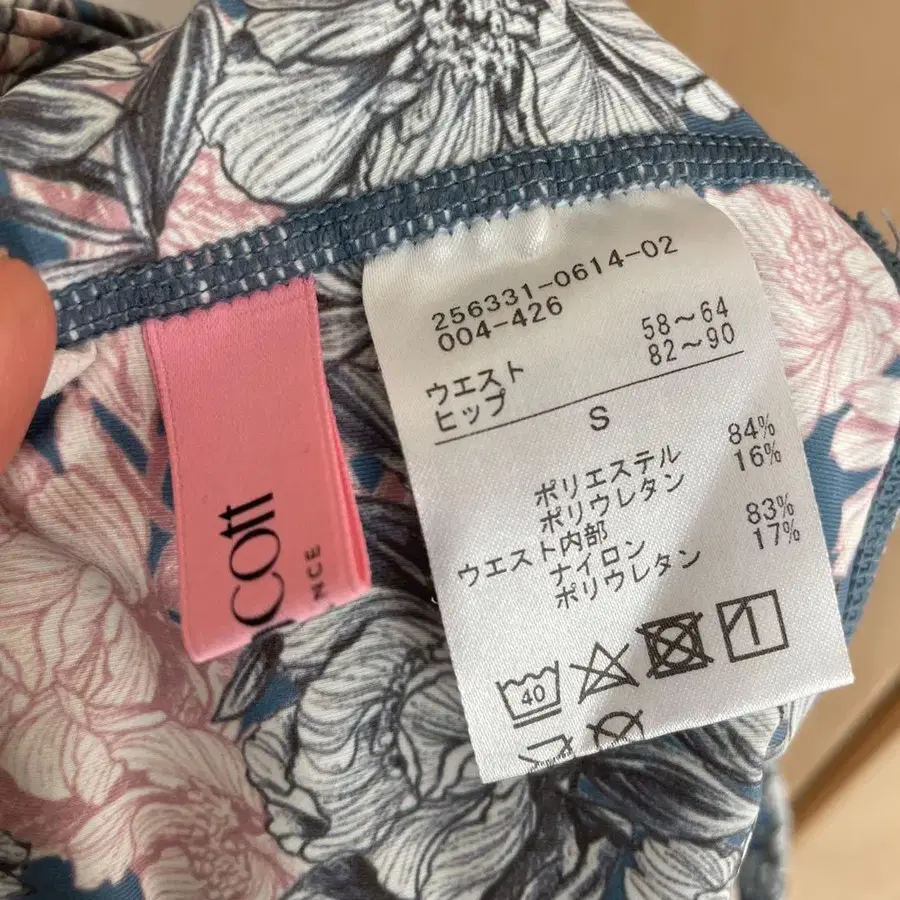 cott
NCE
256331-0614-02
004-426
ウエスト 58～64
ヒップ 82～90
S
ポリエステル 84%
ポリウレタン 16%
ウエスト内部
ナイロン 83%
ポリウレタン 17%
40